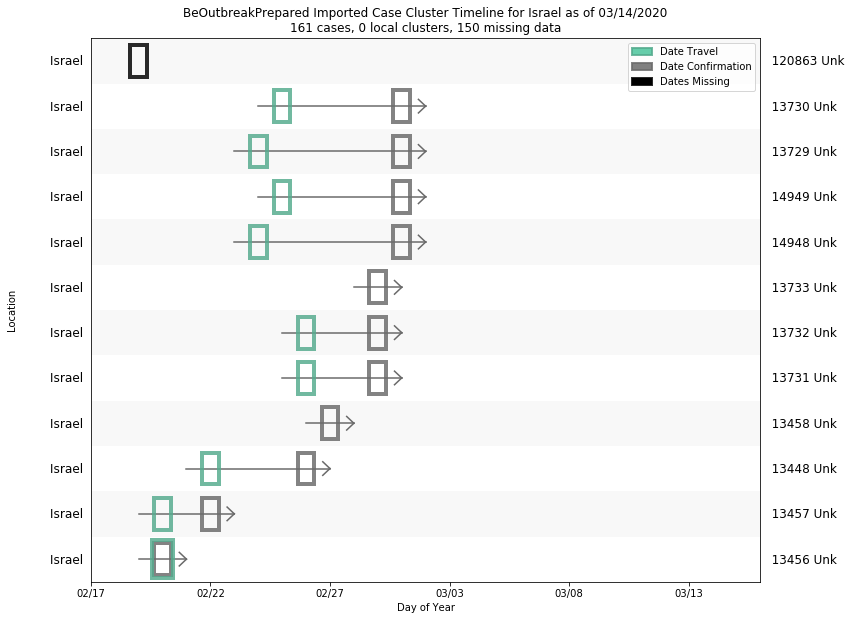 BeOutbreakPrepared Imported Case Cluster Timeline for Israel as of 03/14/2020
161 cases, 0 local clusters, 150 missing data
Date Travel
Date Confirmation
Dates Missing
Israel 120863 Unk
Israel 13730 Unk
Israel 13729 Unk
Israel 14949 Unk
Israel 14948 Unk
Israel 13733 Unk
Israel 13732 Unk
Israel 13731 Unk
Israel 13458 Unk
Israel 13448 Unk
Israel 13457 Unk
Israel 13456 Unk
Location
02/17 02/22 02/27 03/03 03/08 03/13
Day of Year